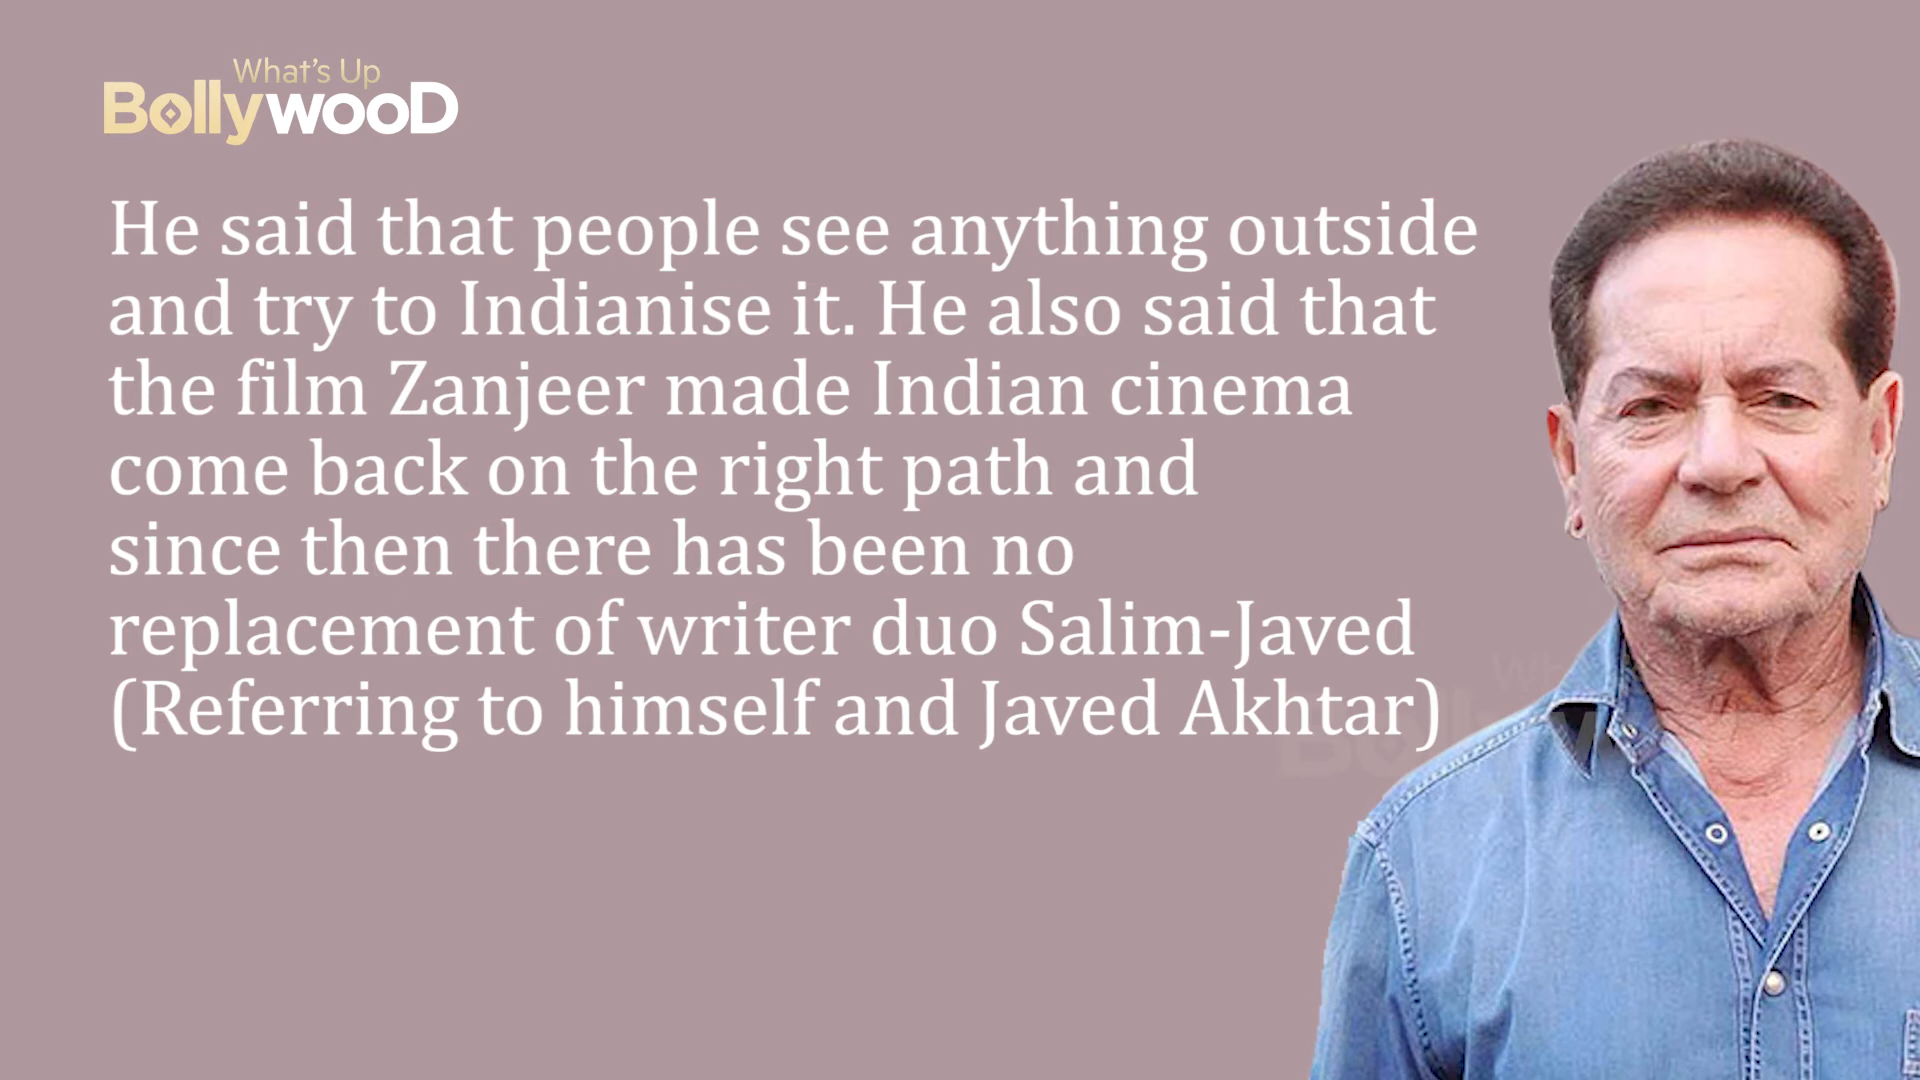 What's Up
BollywooD
He said that people see anything outside
and try to Indianise it. He also said that
the film Zanjeer made Indian cinema
come back on the right path and
since then there has been no
replacement of writer duo Salim-Javed
(Referring to himself and Javed Akhtar)